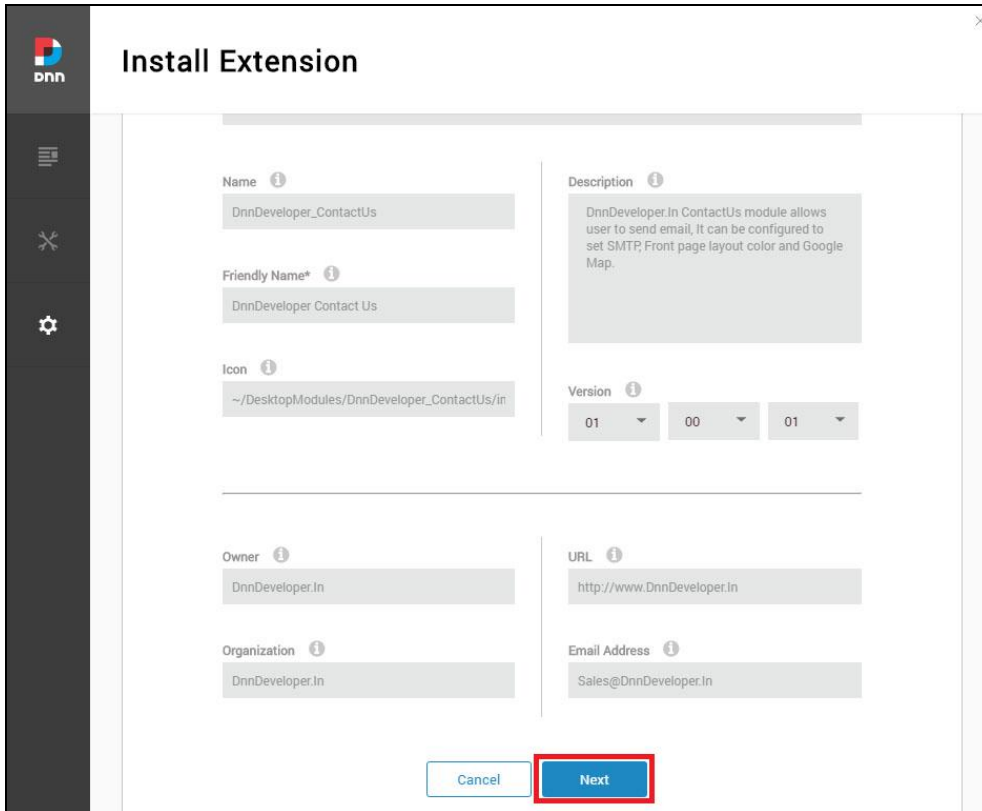 DNN
Install Extension
Name
DnnDeveloper_ContactUs
Friendly Name*
DnnDeveloper Contact Us
Icon
~/DesktopModules/DnnDeveloper_ContactUs/in
Description
DnnDeveloper.In ContactUs module allows
user to send email, It can be configured to
set SMTP, Front page layout color and Google
Map.
Version
01 00 01
Owner
DnnDeveloper.In
Organization
DnnDeveloper.In
URL
http://www.DnnDeveloper.In
Email Address
Sales@DnnDeveloper.In
Cancel Next